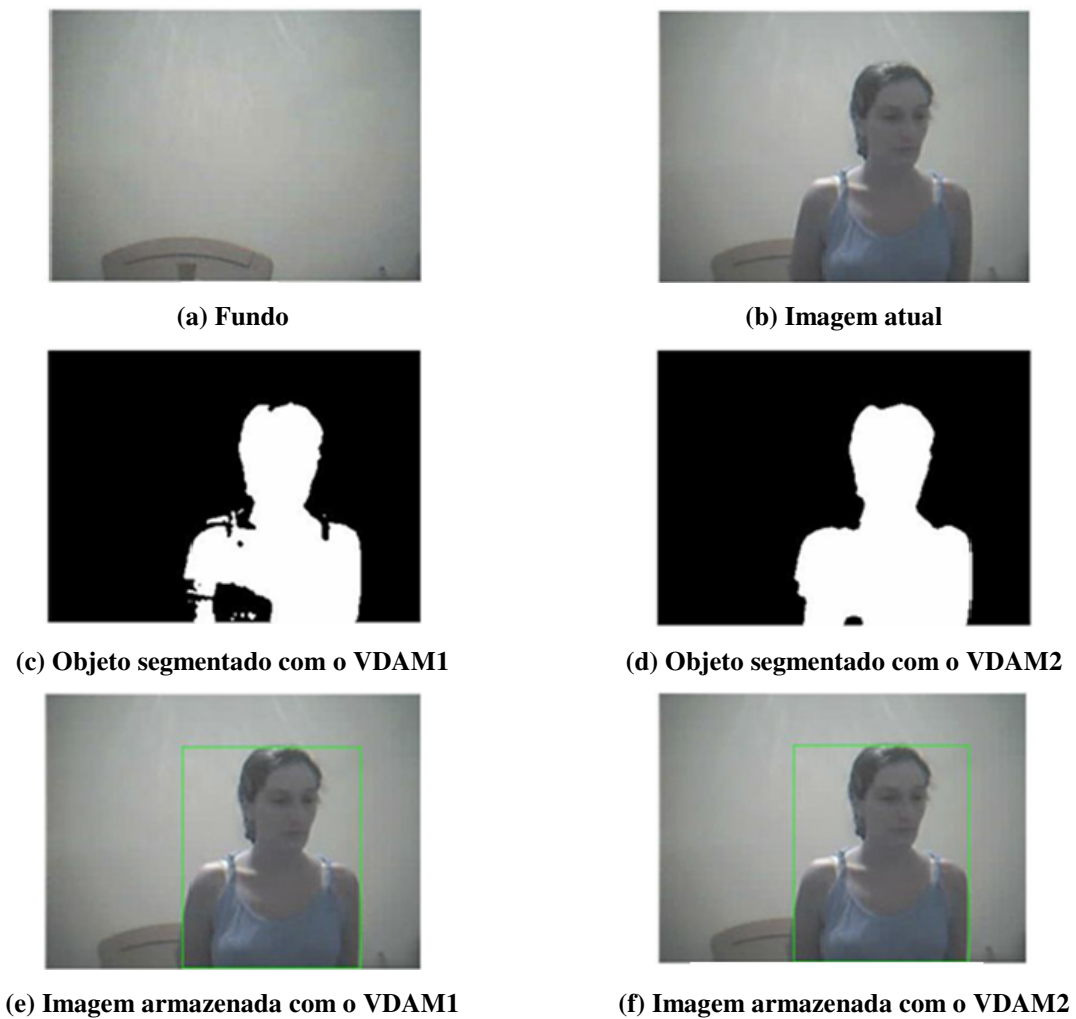 (a) Fundo
(b) Imagem atual
(c) Objeto segmentado com o VDAM1
(d) Objeto segmentado com o VDAM2
(e) Imagem armazenada com o VDAM1
(f) Imagem armazenada com o VDAM2